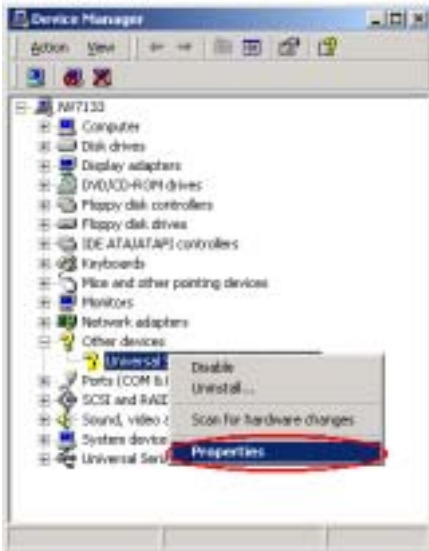 Device Manager
Action View
NV7133
Computer
Disk drives
Display adapters
DVD/CD-ROM drives
Floppy disk controllers
Floppy disk drives
IDE ATA/ATAPI controllers
Keyboards
Mice and other pointing devices
Monitors
Network adapters
Other devices
Universal
Ports (COM &
SCSI and RAID
Sound, video
System device
Universal Seri
Disable
Uninstall...
Scan for hardware changes
Properties